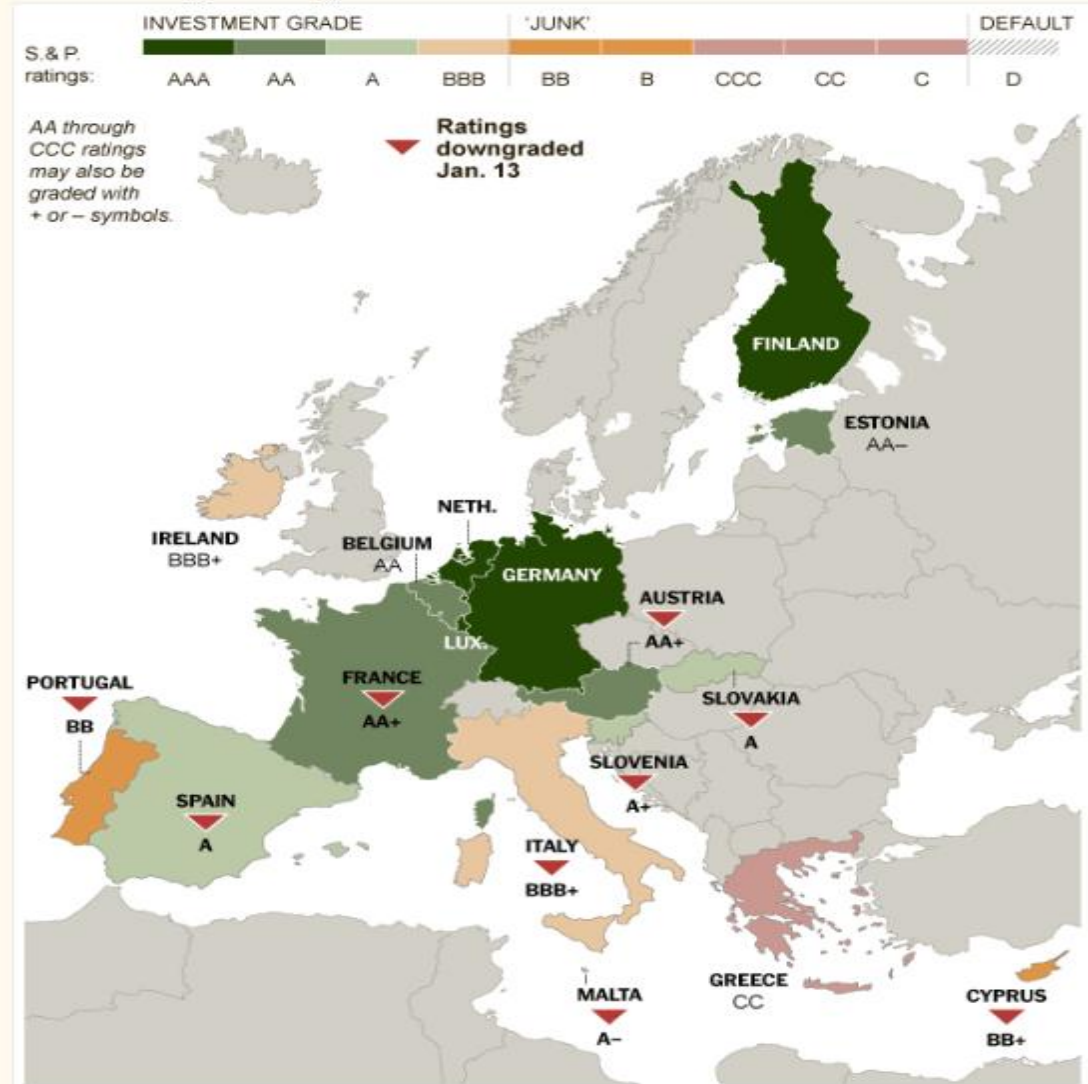 INVESTMENT GRADE
'JUNK'
DEFAULT
S.& P.
ratings:
AAA
AA
A
BBB
BB
B
CCC
CC
C
D
AA through
CCC ratings
may also be
graded with
+ or – symbols.
Ratings
downgraded
Jan. 13
FINLAND
ESTONIA
AA–
NETH.
IRELAND
BBB+
BELGIUM
AA
GERMANY
AUSTRIA
AA+
LUX.
FRANCE
AA+
PORTUGAL
BB
SLOVAKIA
A
SLOVENIA
A+
SPAIN
A
ITALY
BBB+
GREECE
CC
MALTA
A–
CYPRUS
BB+